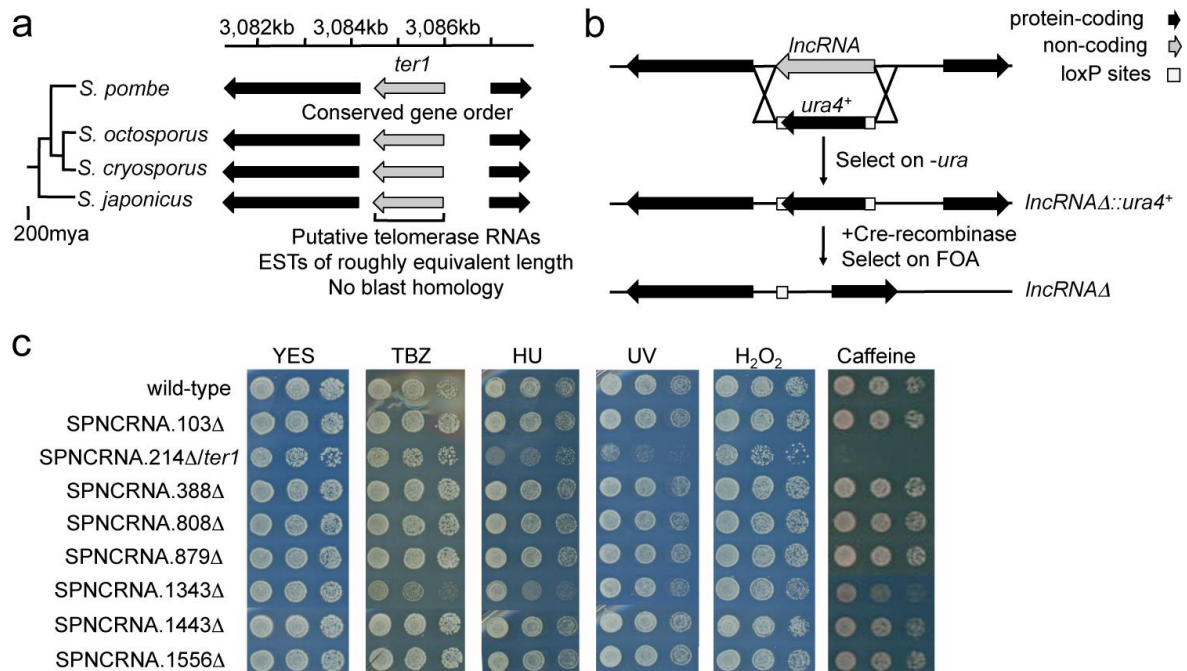 a
3,082kb 3,084kb 3,086kb
ter1
S. pombe
Conserved gene order
S. octosporus
S. cryosporus
S. japonicus
200mya
Putative telomerase RNAs
ESTs of roughly equivalent length
No blast homology
b
protein-coding
non-coding
loxP sites
lncRNA
ura4+
Select on -ura
lncRNAΔ::ura4+
+Cre-recombinase
Select on FOA
lncRNAΔ
c
YES TBZ HU UV H2O2 Caffeine
wild-type
SPNCRNA.103Δ
SPNCRNA.214Δ/ter1
SPNCRNA.388Δ
SPNCRNA.808Δ
SPNCRNA.879Δ
SPNCRNA.1343Δ
SPNCRNA.1443Δ
SPNCRNA.1556Δ